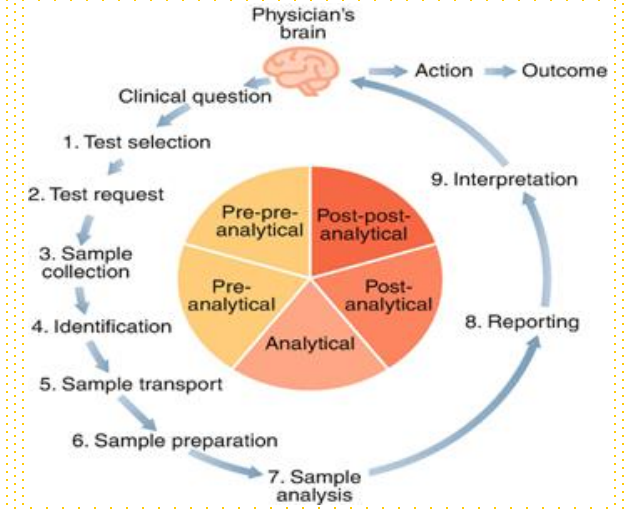 Physician's
brain
Action
Outcome
Clinical question
1. Test selection
2. Test request
3. Sample
collection
4. Identification
5. Sample transport
6. Sample preparation
7. Sample
analysis
8. Reporting
9. Interpretation
Pre-pre-
analytical
Post-post-
analytical
Pre-
analytical
Post-
analytical
Analytical